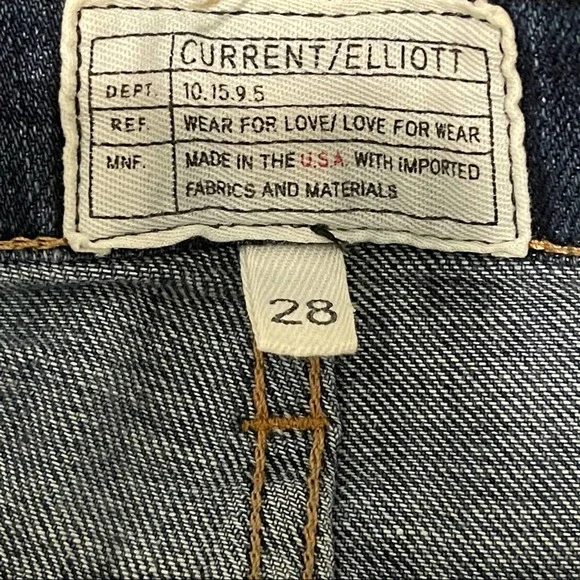 CURRENT/ELLIOTT
DEPT. 10.15.9.5
REF. WEAR FOR LOVE/ LOVE FOR WEAR
MNF. MADE IN THE U.S.A. WITH IMPORTED
FABRICS AND MATERIALS
28